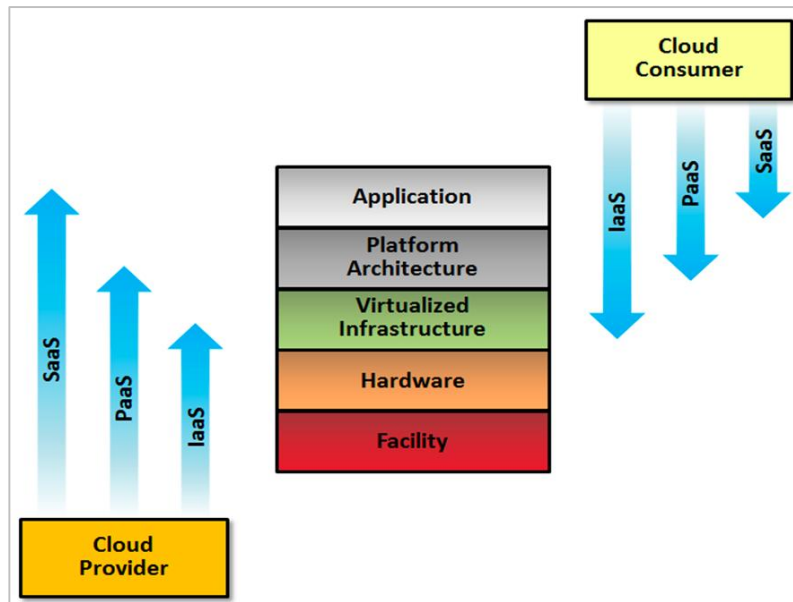 Cloud
Consumer
IaaS
PaaS
SaaS
Application
Platform
Architecture
Virtualized
Infrastructure
Hardware
Facility
SaaS
PaaS
IaaS
Cloud
Provider